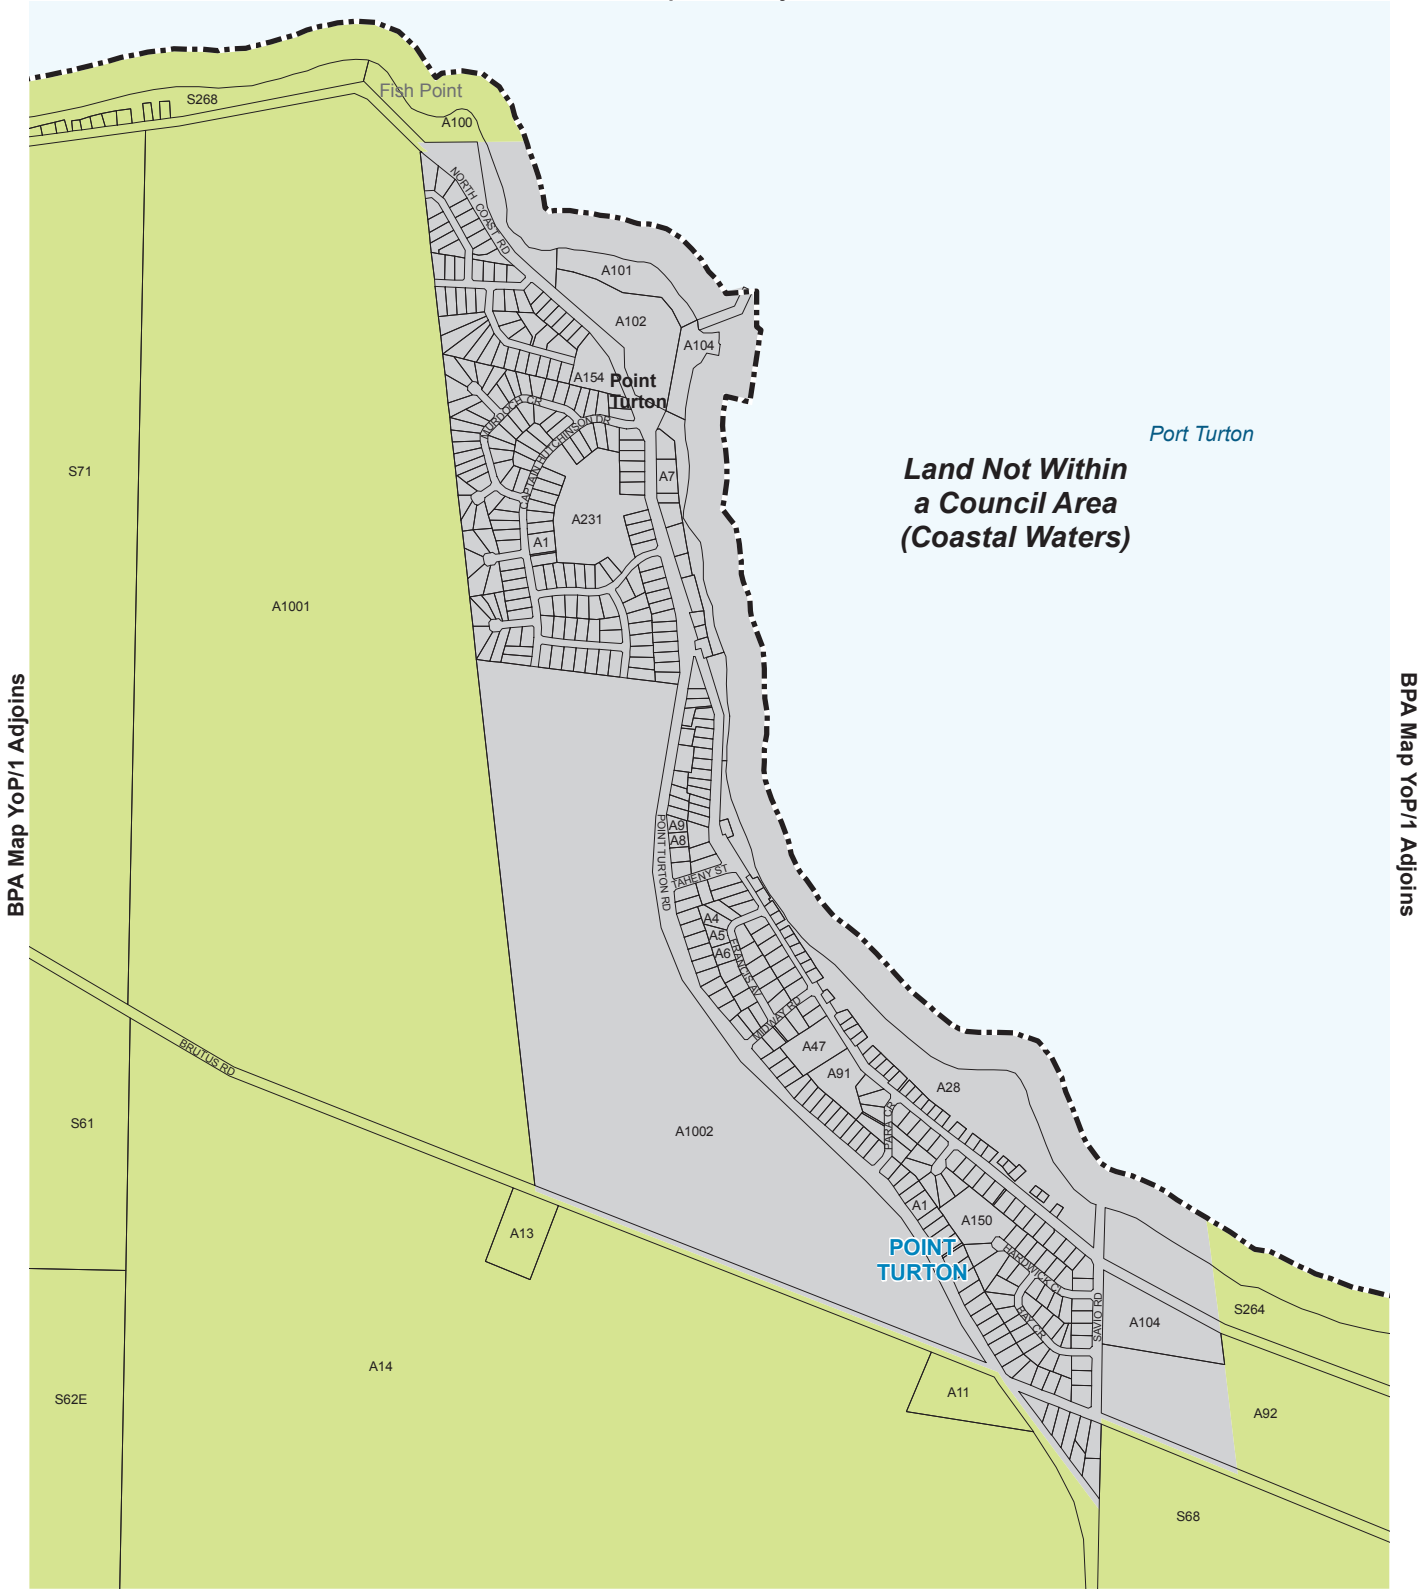 Fish Point
S268
A100
NORTH COAST RD
A101
A102
A104
A154
Point
Turton
MURDOCH CR
CAPTAIN HUTCHINSON DR
Port Turton
Land Not Within
a Council Area
(Coastal Waters)
S71
A7
A231
A1
A1001
BPA Map YoP/1 Adjoins
BPA Map YoP/1 Adjoins
A9
A8
POINT TURTON RD
TAHENY ST
A4
A5
A6
FRANCIS AV
MIDWAY RD
A47
BRUTUS RD
A91
A28
S61
A1002
PARA CR
A1
A150
A13
POINT
TURTON
HARDWICK CL
BAY CR
SAVIO RD
S264
A104
A14
S62E
A11
A92
S68